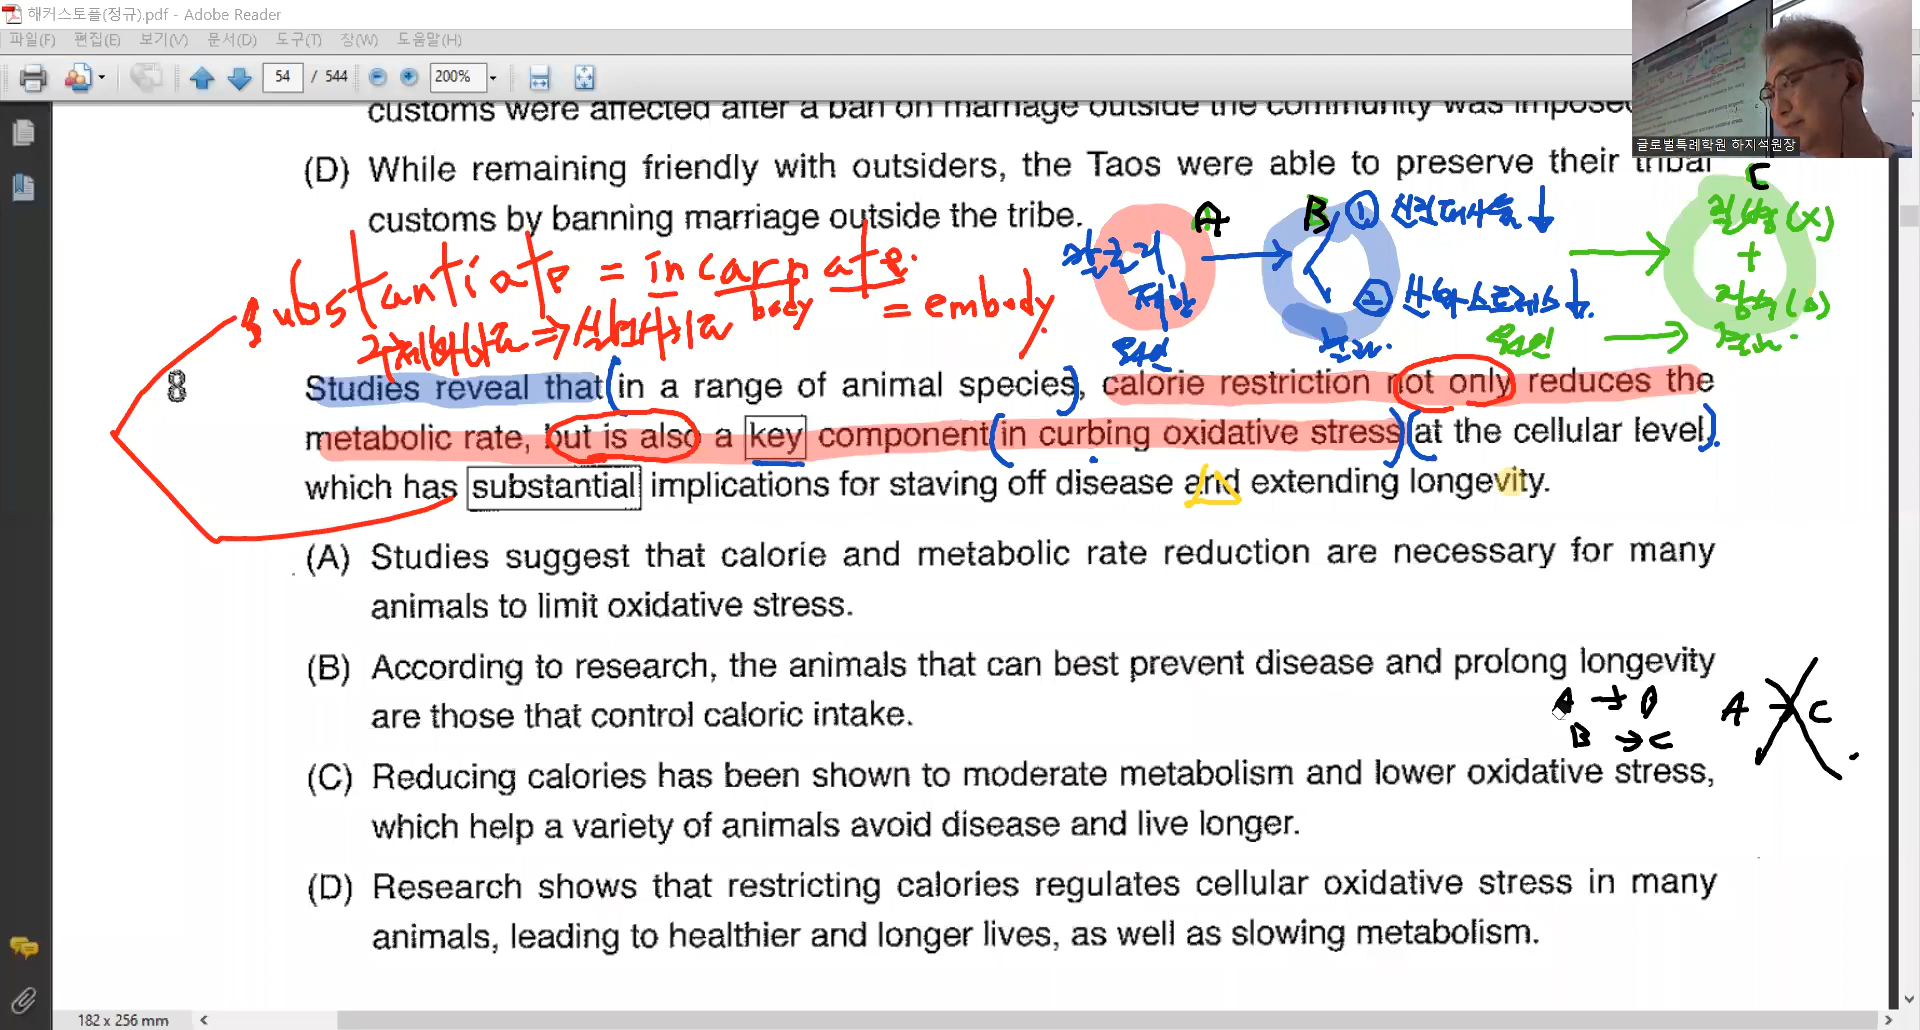 해커스토플(정규).pdf - Adobe Reader
파일(F) 편집(E) 보기(V) 문서(D) 도구(T) 창(W) 도움말(H)
54 / 544 200%
글로벌특례학원 하지석원장
customs were affected after a ban on marriage outside the community was impose
(D) While remaining friendly with outsiders, the Taos were able to preserve their tribal
customs by banning marriage outside the tribe.
A
B
C
① 신진대사율↓
② 산화스트레스↓
칼로리
제한
원인
결과
원인
질병(X)
+
장수(O)
결과
substantiate = incarnate
body
= embody
구체화하다 ⇒ 실현시키다
8
Studies reveal that in a range of animal species, calorie restriction not only reduces the
metabolic rate, but is also a key component in curbing oxidative stress at the cellular level,
which has substantial implications for staving off disease and extending longevity.
(A) Studies suggest that calorie and metabolic rate reduction are necessary for many
animals to limit oxidative stress.
(B) According to research, the animals that can best prevent disease and prolong longevity
are those that control caloric intake.
B → C
A → C
(C) Reducing calories has been shown to moderate metabolism and lower oxidative stress,
which help a variety of animals avoid disease and live longer.
(D) Research shows that restricting calories regulates cellular oxidative stress in many
animals, leading to healthier and longer lives, as well as slowing metabolism.
182 x 256 mm